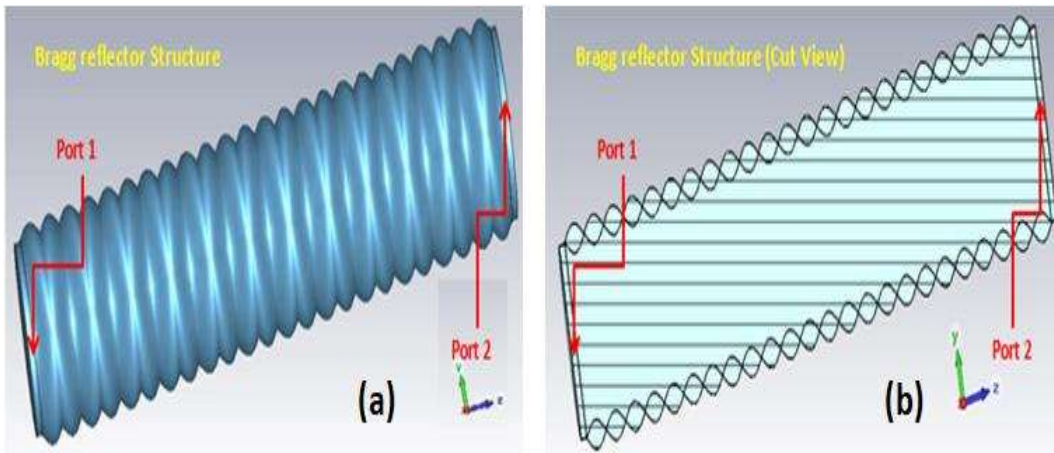 Bragg reflector Structure
Port 1
Port 2
y
z
(a)
Bragg reflector Structure (Cut View)
Port 1
Port 2
y
z
(b)